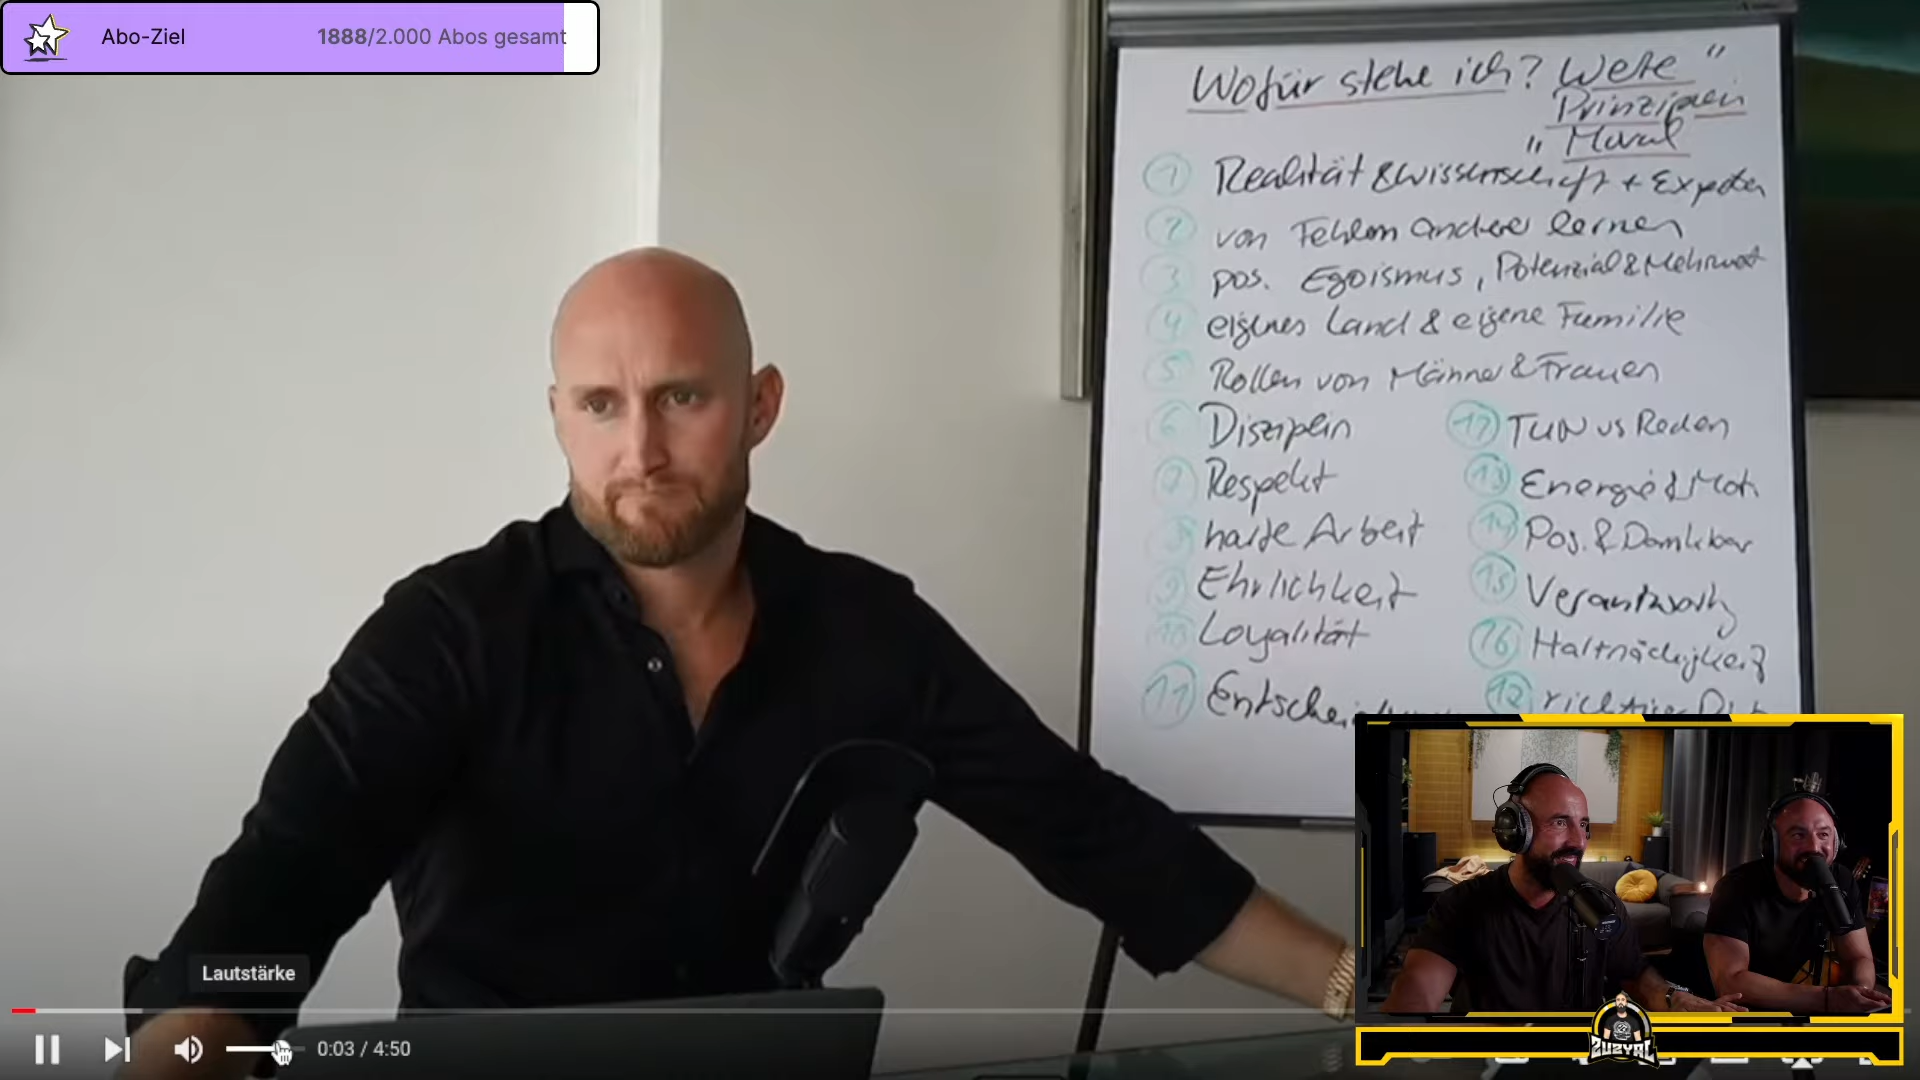 Abo-Ziel
1888/2.000 Abos gesamt
Wofür stehe ich? Werte "
Prinzipien
" Moral
1 Realität & Wissenschaft + Experten
2 von Fehlern anderer lernen
3 pos. Egoismus, Potenzial & Mehrwert
4 eigenes Land & eigene Familie
5 Rollen von Männer & Frauen
6 Disziplin
7 Respekt
8 harte Arbeit
9 Ehrlichkeit
10 Loyalität
11
12 TUN vs Reden
13 Energie & Moti
14 Pos. & Dankbar
15
16 Hartnäckigkeit
Lautstärke
0:03 / 4:50
ZUZYAL